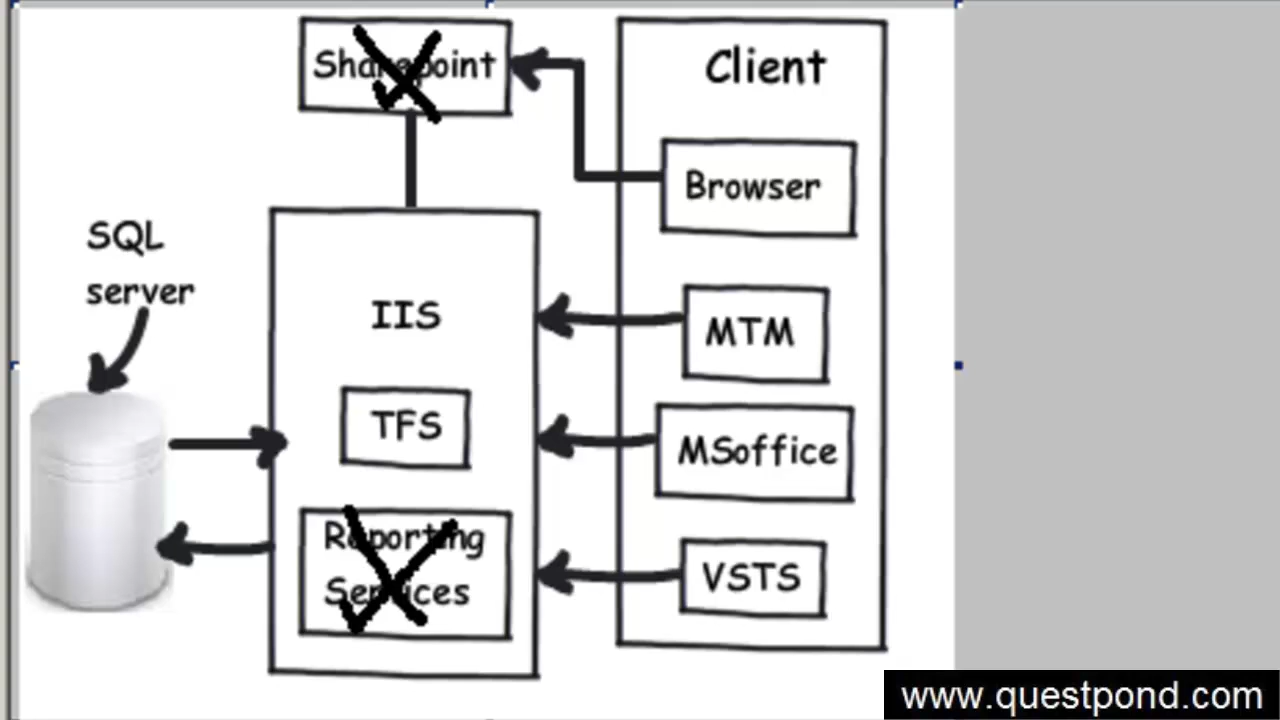 Sharepoint
Client
Browser
SQL
server
IIS
MTM
TFS
MSoffice
Reporting
Services
VSTS
www.questpond.com